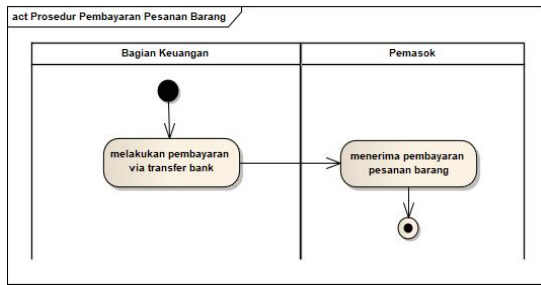 act Prosedur Pembayaran Pesanan Barang
Bagian Keuangan
Pemasok
melakukan pembayaran
via transfer bank
menerima pembayaran
pesanan barang